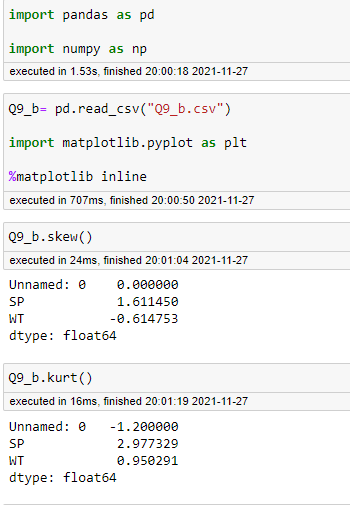 import pandas as pd
import numpy as np
executed in 1.53s, finished 20:00:18 2021-11-27
Q9_b= pd.read_csv("Q9_b.csv")
import matplotlib.pyplot as plt
%matplotlib inline
executed in 707ms, finished 20:00:50 2021-11-27
Q9_b.skew()
executed in 24ms, finished 20:01:04 2021-11-27
Unnamed: 0    0.000000
SP            1.611450
WT           -0.614753
dtype: float64
Q9_b.kurt()
executed in 16ms, finished 20:01:19 2021-11-27
Unnamed: 0   -1.200000
SP            2.977329
WT            0.950291
dtype: float64